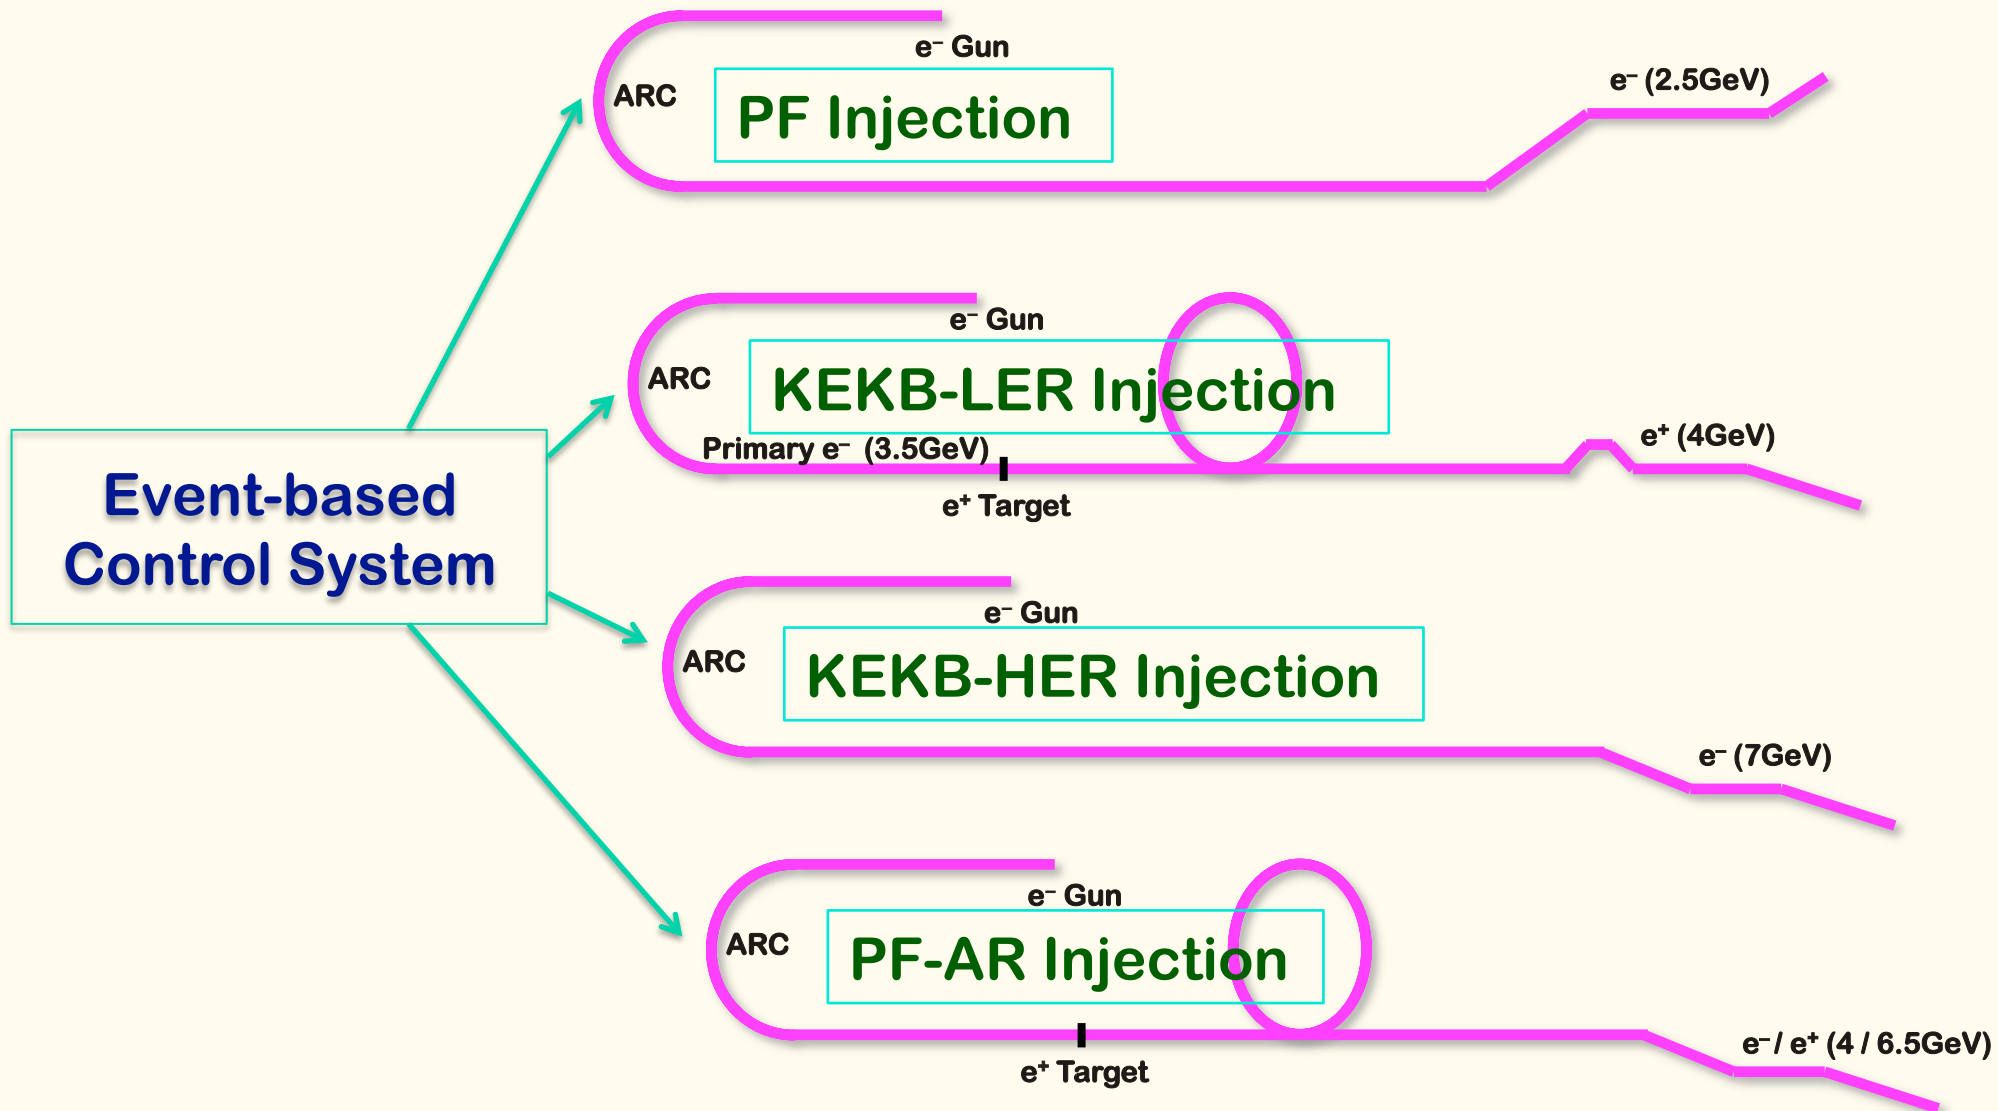 e⁻ Gun
ARC
PF Injection
e⁻ (2.5GeV)
e⁻ Gun
ARC
KEKB-LER Injection
Primary e⁻ (3.5GeV)
e⁺ Target
e⁺ (4GeV)
Event-based
Control System
e⁻ Gun
ARC
KEKB-HER Injection
e⁻ (7GeV)
e⁻ Gun
ARC
PF-AR Injection
e⁺ Target
e⁻ / e⁺ (4 / 6.5GeV)